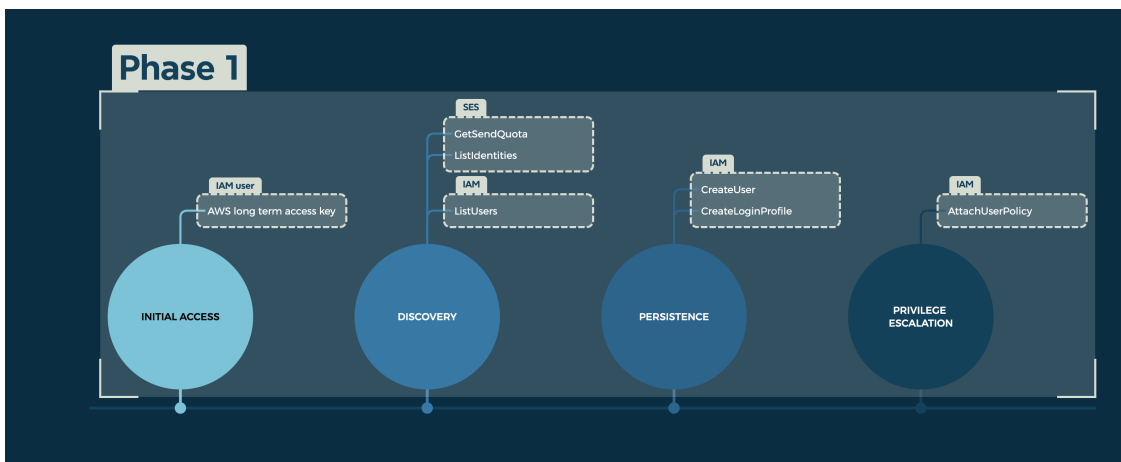 Phase 1
IAM user
AWS long term access key
INITIAL ACCESS
SES
GetSendQuota
ListIdentities
IAM
ListUsers
DISCOVERY
IAM
CreateUser
CreateLoginProfile
PERSISTENCE
IAM
AttachUserPolicy
PRIVILEGE
ESCALATION